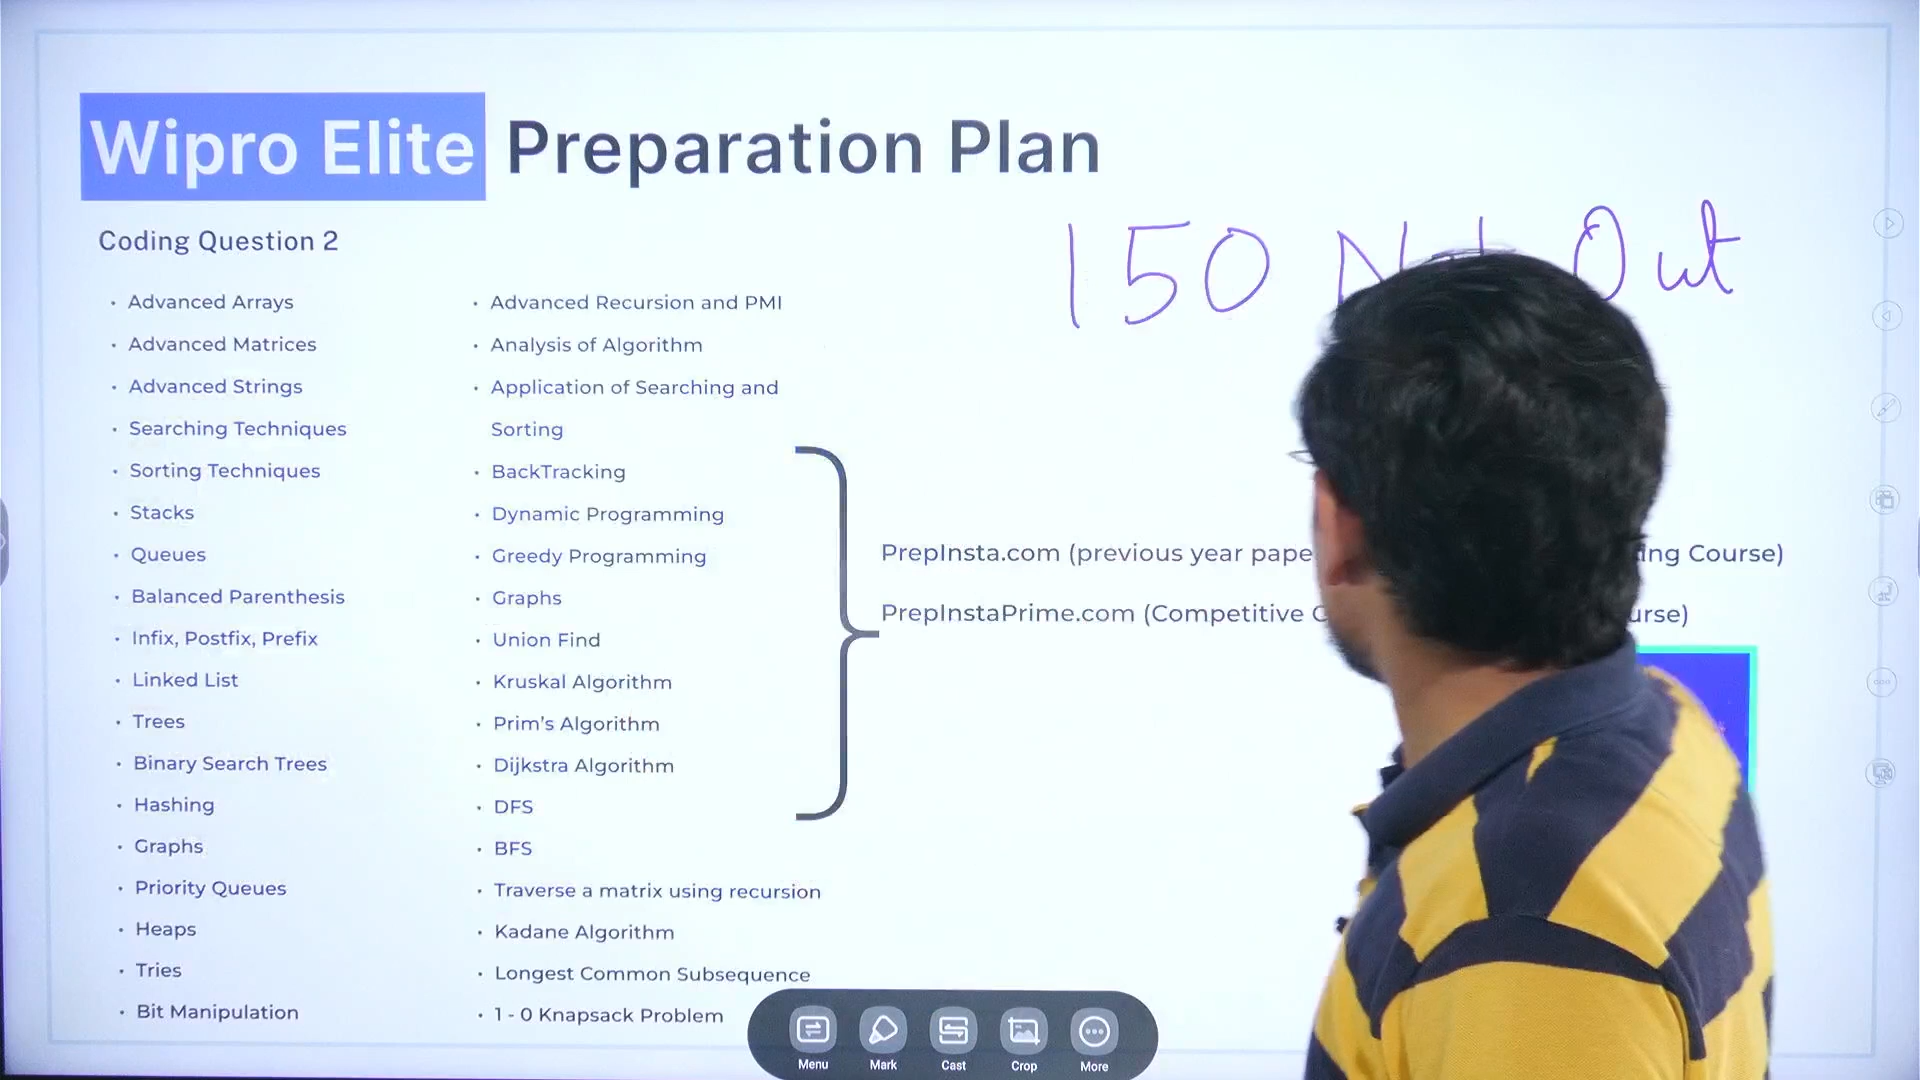 Wipro Elite Preparation Plan
Coding Question 2
150 Out
• Advanced Arrays
• Advanced Matrices
• Advanced Strings
• Searching Techniques
• Sorting Techniques
• Stacks
• Queues
• Balanced Parenthesis
• Infix, Postfix, Prefix
• Linked List
• Trees
• Binary Search Trees
• Hashing
• Graphs
• Priority Queues
• Heaps
• Tries
• Bit Manipulation
• Advanced Recursion and PMI
• Analysis of Algorithm
• Application of Searching and
Sorting
• BackTracking
• Dynamic Programming
• Greedy Programming
• Graphs
• Union Find
• Kruskal Algorithm
• Prim's Algorithm
• Dijkstra Algorithm
• DFS
• BFS
• Traverse a matrix using recursion
• Kadane Algorithm
• Longest Common Subsequence
• 1 - 0 Knapsack Problem
PrepInsta.com (previous year Course)
PrepInstaPrime.com (Competitive
Menu Mark Cast Crop More